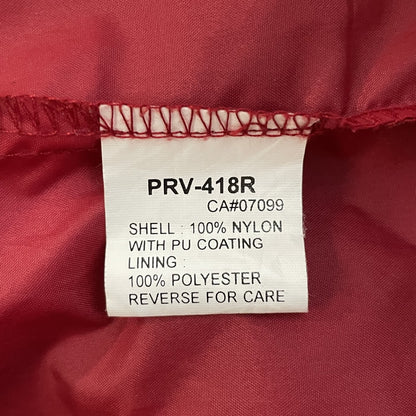 PRV-418R
CA#07099
SHELL : 100% NYLON
WITH PU COATING
LINING :
100% POLYESTER
REVERSE FOR CARE